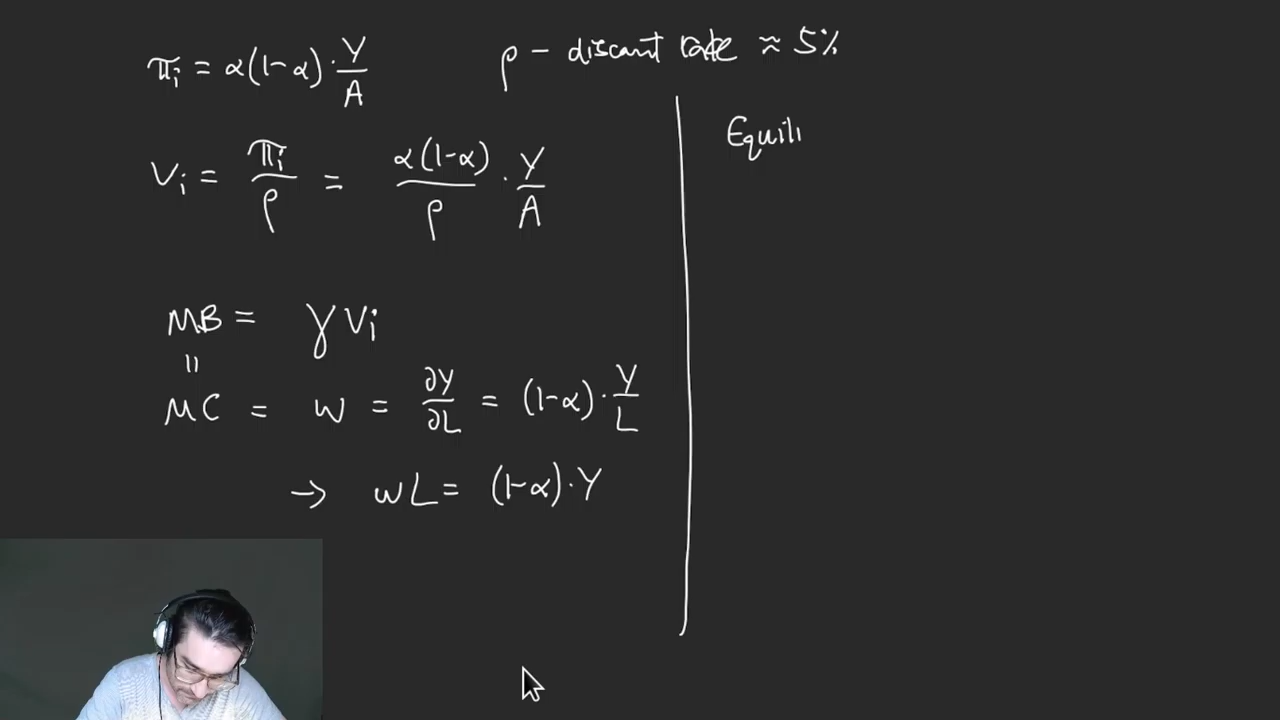 πi = α(1-α) · Y/A
ρ - discount rate ≈ 5%
Vi = πi/ρ = α(1-α)/ρ · Y/A
MB = γVi
=
MC = w = ∂Y/∂L = (1-α) · Y/L
→ wL = (1-α) · Y
Equili